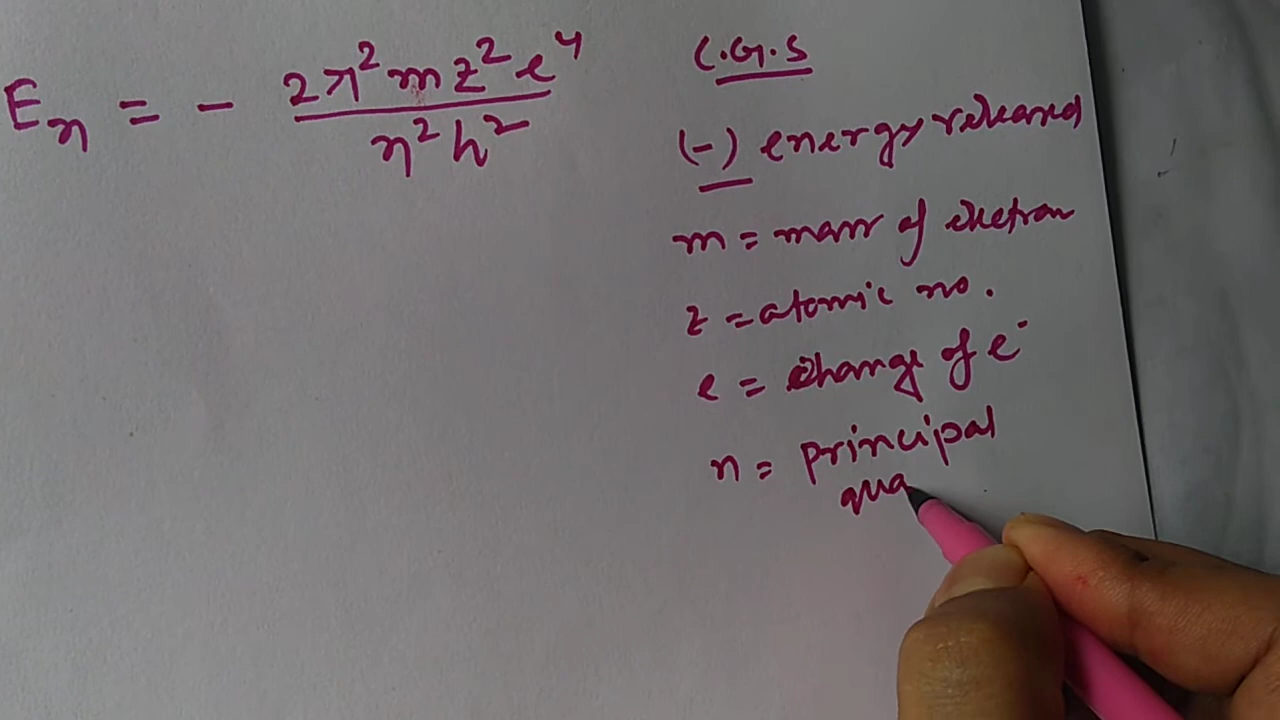 Eₙ = - 2π²mz²e⁴ / n²h²
C.G.S
(-) energy released
m = mass of electron
z = atomic no.
e = charge of e⁻
n = principal
qua